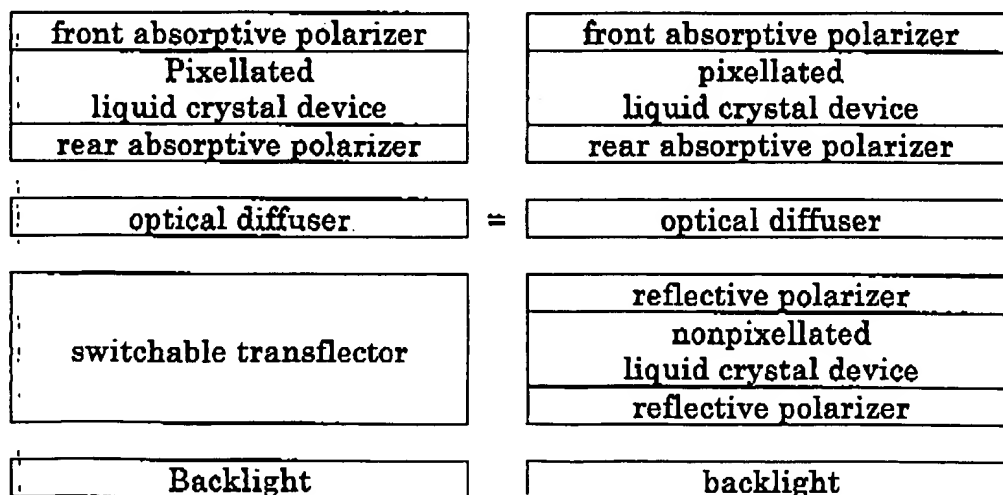 front absorptive polarizer
Pixellated
liquid crystal device
rear absorptive polarizer
optical diffuser
switchable transflector
Backlight
=
front absorptive polarizer
pixellated
liquid crystal device
rear absorptive polarizer
optical diffuser
reflective polarizer
nonpixellated
liquid crystal device
reflective polarizer
backlight